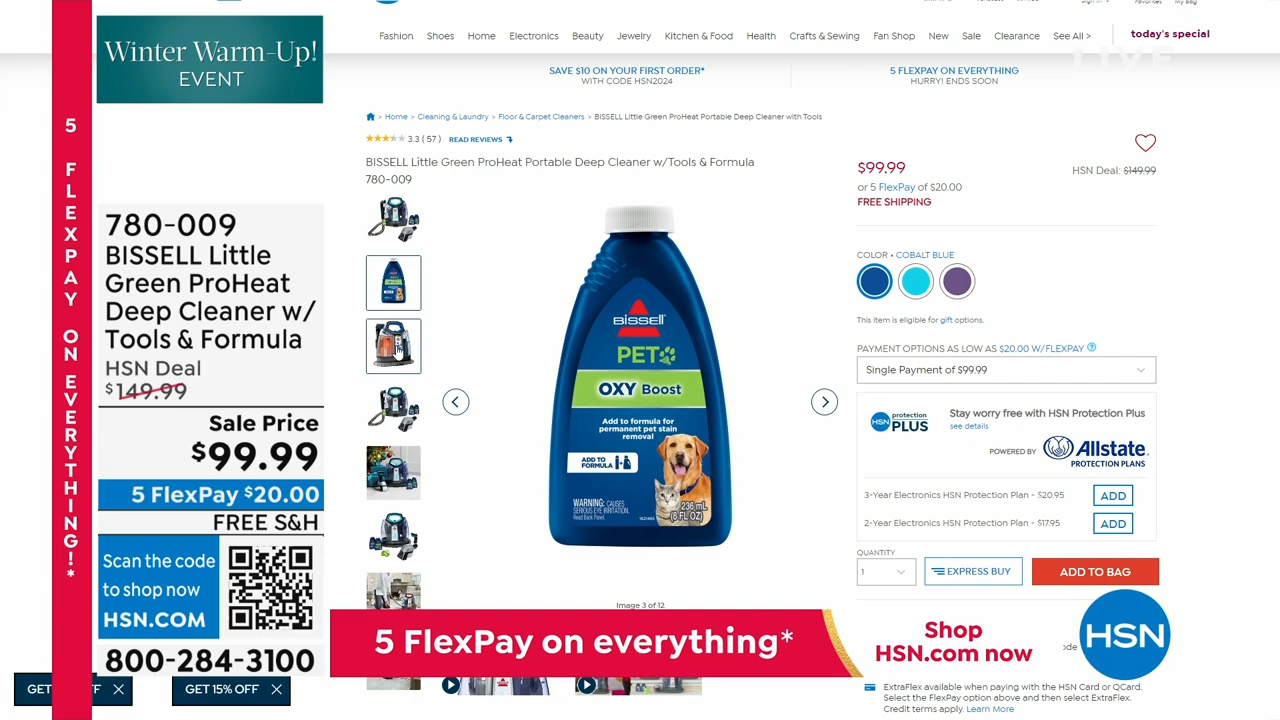 Winter Warm-Up!
EVENT
5 FLEXPAY ON EVERYTHING!*
780-009
BISSELL Little
Green ProHeat
Deep Cleaner w/
Tools & Formula
HSN Deal
$149.99
Sale Price
$99.99
5 FlexPay $20.00
FREE S&H
Scan the code
to shop now
HSN.COM
800-284-3100
GET 15% OFF
Fashion Shoes Home Electronics Beauty Jewelry Kitchen & Food Health Crafts & Sewing Fan Shop New Sale Clearance See All > today's special
LIVE
SAVE $10 ON YOUR FIRST ORDER*
WITH CODE HSN2024
5 FLEXPAY ON EVERYTHING
HURRY! ENDS SOON
> Home > Cleaning & Laundry > Floor & Carpet Cleaners > BISSELL Little Green ProHeat Portable Deep Cleaner with Tools
3.3 ( 57 ) READ REVIEWS
BISSELL Little Green ProHeat Portable Deep Cleaner w/Tools & Formula
780-009
BISSELL
PET
OXY Boost
Add to formula for
permanent pet stain
removal
ADD TO
FORMULA
WARNING: CAUSES
SERIOUS EYE IRRITATION.
Read Back Panel.
236 mL
(8 FL OZ)
Image 3 of 12
$99.99
HSN Deal: $149.99
or 5 FlexPay of $20.00
FREE SHIPPING
COLOR • COBALT BLUE
This item is eligible for gift options.
PAYMENT OPTIONS AS LOW AS $20.00 W/FLEXPAY
Single Payment of $99.99
HSN protection PLUS
Stay worry free with HSN Protection Plus
see details
POWERED BY Allstate
PROTECTION PLANS
3-Year Electronics HSN Protection Plan - $20.95 ADD
2-Year Electronics HSN Protection Plan - $17.95 ADD
QUANTITY
1
EXPRESS BUY
ADD TO BAG
5 FlexPay on everything*
Shop
HSN.com now
HSN
ExtraFlex available when paying with the HSN Card or QCard.
Select the FlexPay option above and then select ExtraFlex.
Credit terms apply. Learn More